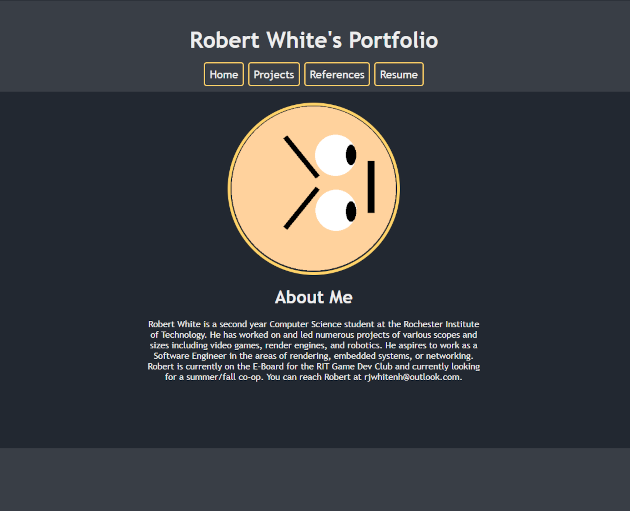 Robert White's Portfolio
Home Projects References Resume
About Me
Robert White is a second year Computer Science student at the Rochester Institute
of Technology. He has worked on and led numerous projects of various scopes and
sizes including video games, render engines, and robotics. He aspires to work as a
Software Engineer in the areas of rendering, embedded systems, or networking.
Robert is currently on the E-Board for the RIT Game Dev Club and currently looking
for a summer/fall co-op. You can reach Robert at rjwhitenh@outlook.com.